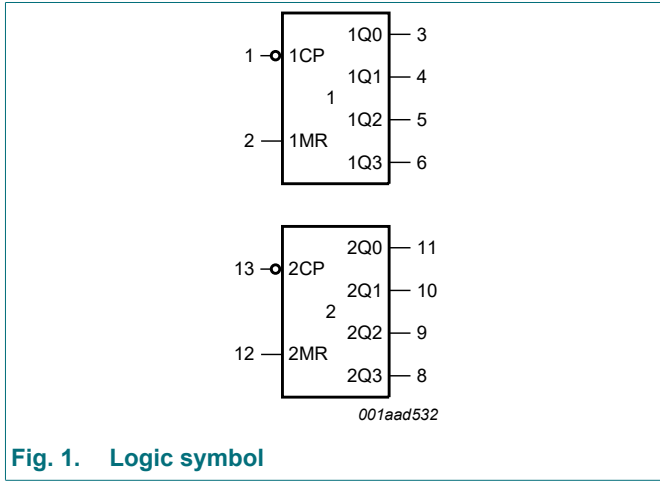 1Q0 3
1 1CP
1Q1 4
1
1Q2 5
2 1MR
1Q3 6
2Q0 11
13 2CP
2Q1 10
2
2Q2 9
12 2MR
2Q3 8
001aad532
Fig. 1. Logic symbol